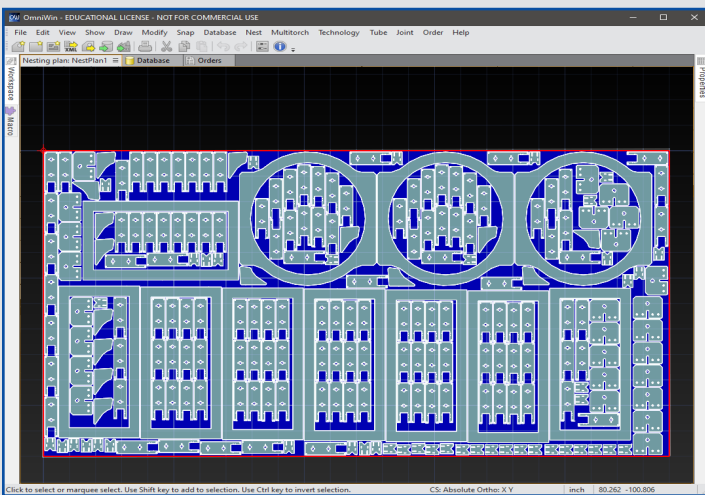 OmniWin - EDUCATIONAL LICENSE - NOT FOR COMMERCIAL USE
File Edit View Show Draw Modify Snap Database Nest Multitorch Technology Tube Joint Order Help
XML
Nesting plan: NestPlan1 Database Orders
Workspace
Macro
Properties
Click to select or marquee select. Use Shift key to add to selection. Use Ctrl key to invert selection. CS: Absolute Ortho: X Y inch 80.262 -100.806